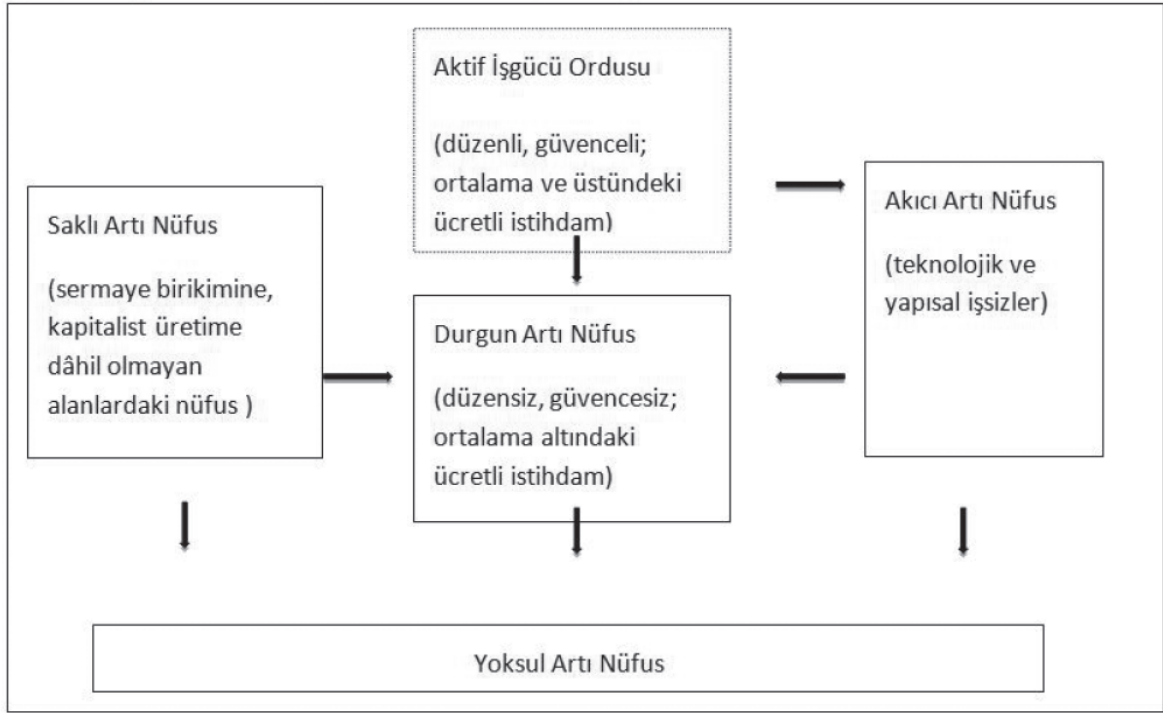 Aktif İşgücü Ordusu
(düzenli, güvenceli;
ortalama ve üstündeki
ücretli istihdam)
Saklı Artı Nüfus
(sermaye birikimine,
kapitalist üretime
dâhil olmayan
alanlardaki nüfus )
Durgun Artı Nüfus
(düzensiz, güvencesiz;
ortalama altındaki
ücretli istihdam)
Akıcı Artı Nüfus
(teknolojik ve
yapısal işsizler)
Yoksul Artı Nüfus